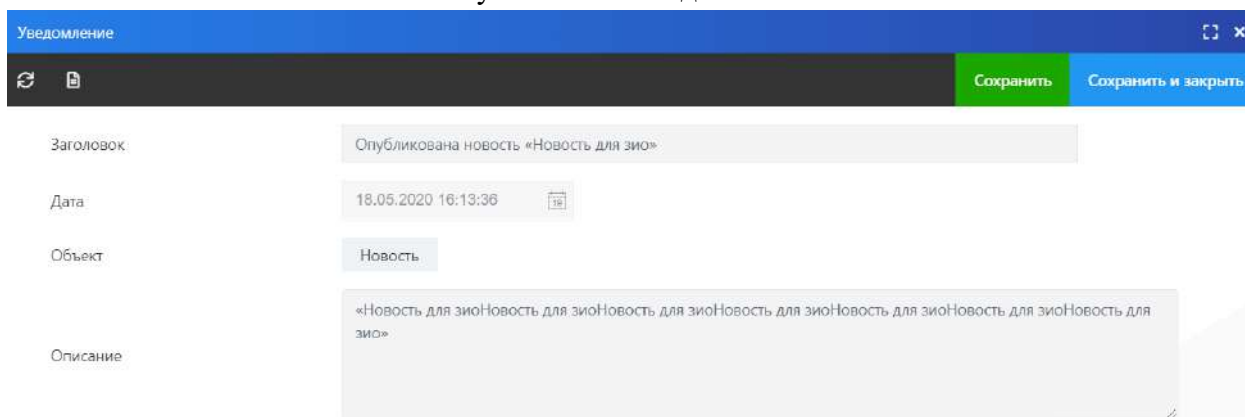 Уведомление
Сохранить
Сохранить и закрыть
Заголовок
Опубликована новость «Новость для зио»
Дата
18.05.2020 16:13:36
Объект
Новость
«Новость для зиоНовость для зиоНовость для зиоНовость для зиоНовость для зиоНовость для зиоНовость для
зио»
Описание